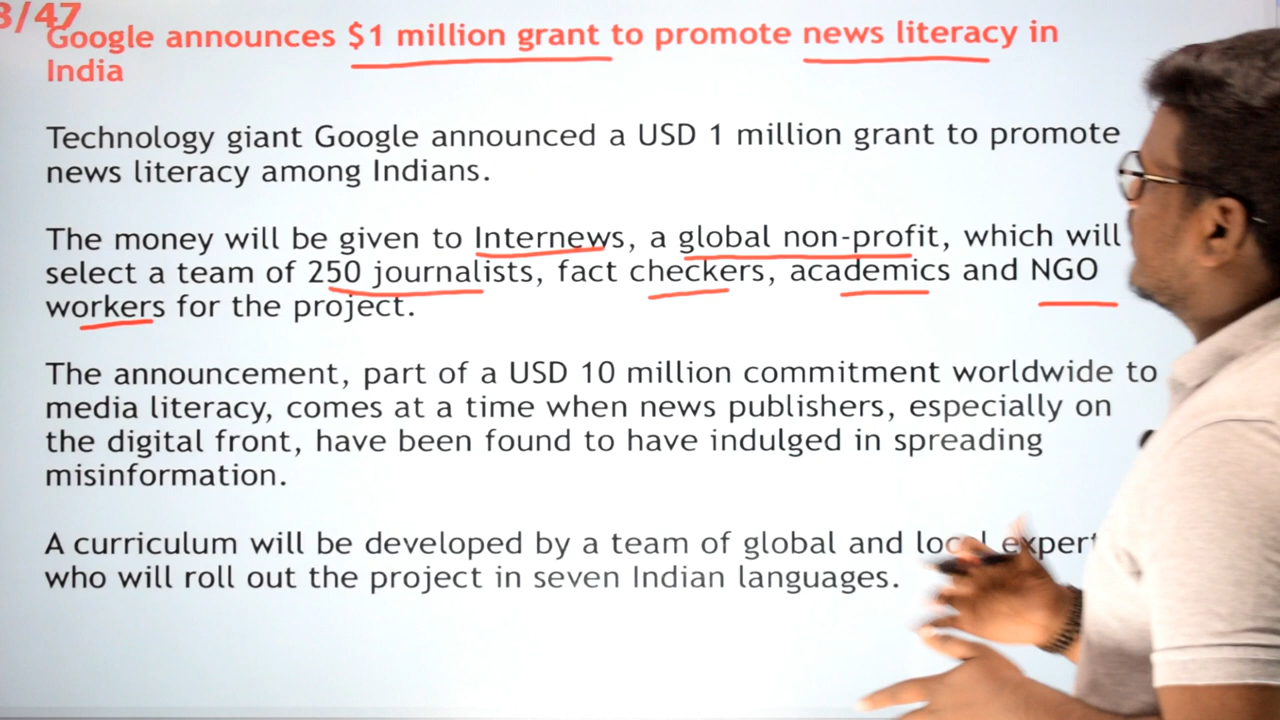 3/47
Google announces $1 million grant to promote news literacy in
India
Technology giant Google announced a USD 1 million grant to promote
news literacy among Indians.
The money will be given to Internews, a global non-profit, which will
select a team of 250 journalists, fact checkers, academics and NGO
workers for the project.
The announcement, part of a USD 10 million commitment worldwide to
media literacy, comes at a time when news publishers, especially on
the digital front, have been found to have indulged in spreading
misinformation.
A curriculum will be developed by a team of global and
who will roll out the project in seven Indian languages.